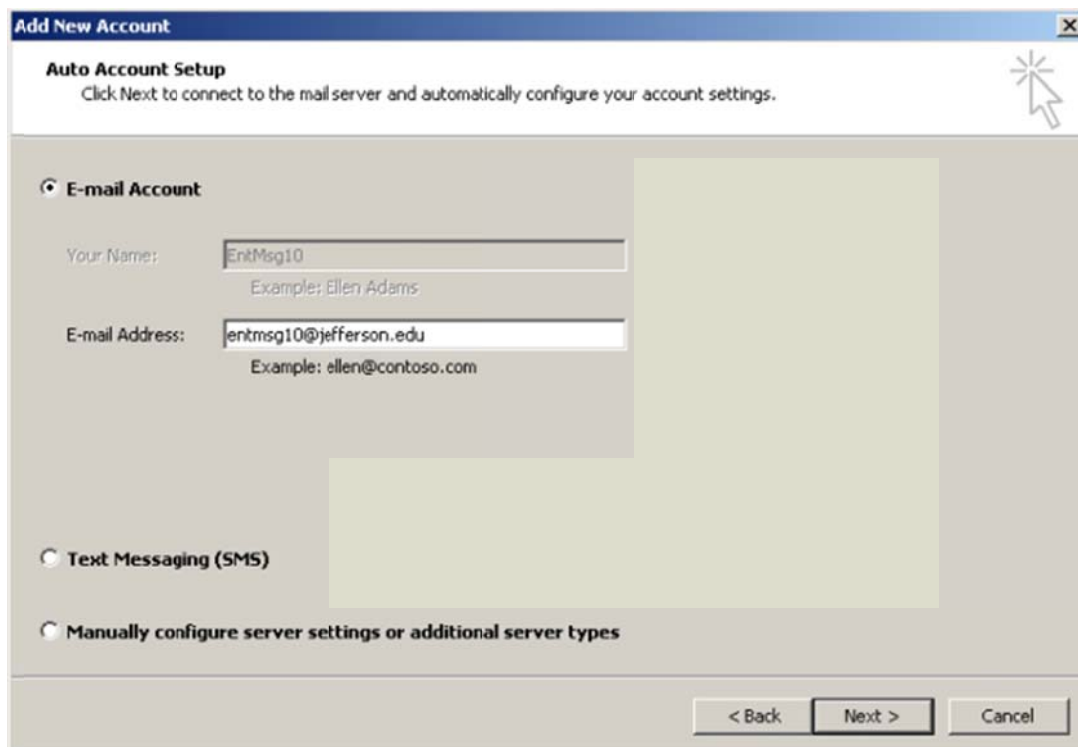 Add New Account
Auto Account Setup
Click Next to connect to the mail server and automatically configure your account settings.
E-mail Account
Your Name: EntMsg10
Example: Ellen Adams
E-mail Address: entmsg10@jefferson.edu
Example: ellen@contoso.com
Text Messaging (SMS)
Manually configure server settings or additional server types
< Back Next > Cancel